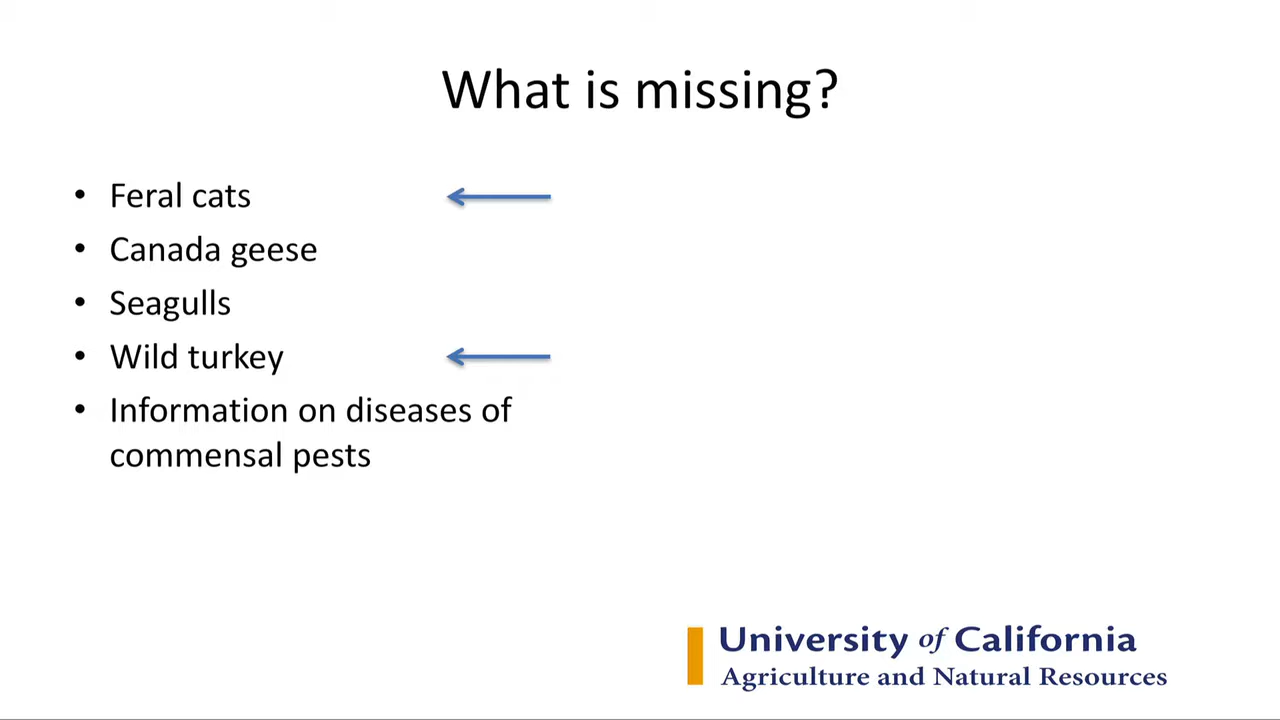 What is missing?
• Feral cats
• Canada geese
• Seagulls
• Wild turkey
• Information on diseases of
commensal pests
University of California
Agriculture and Natural Resources